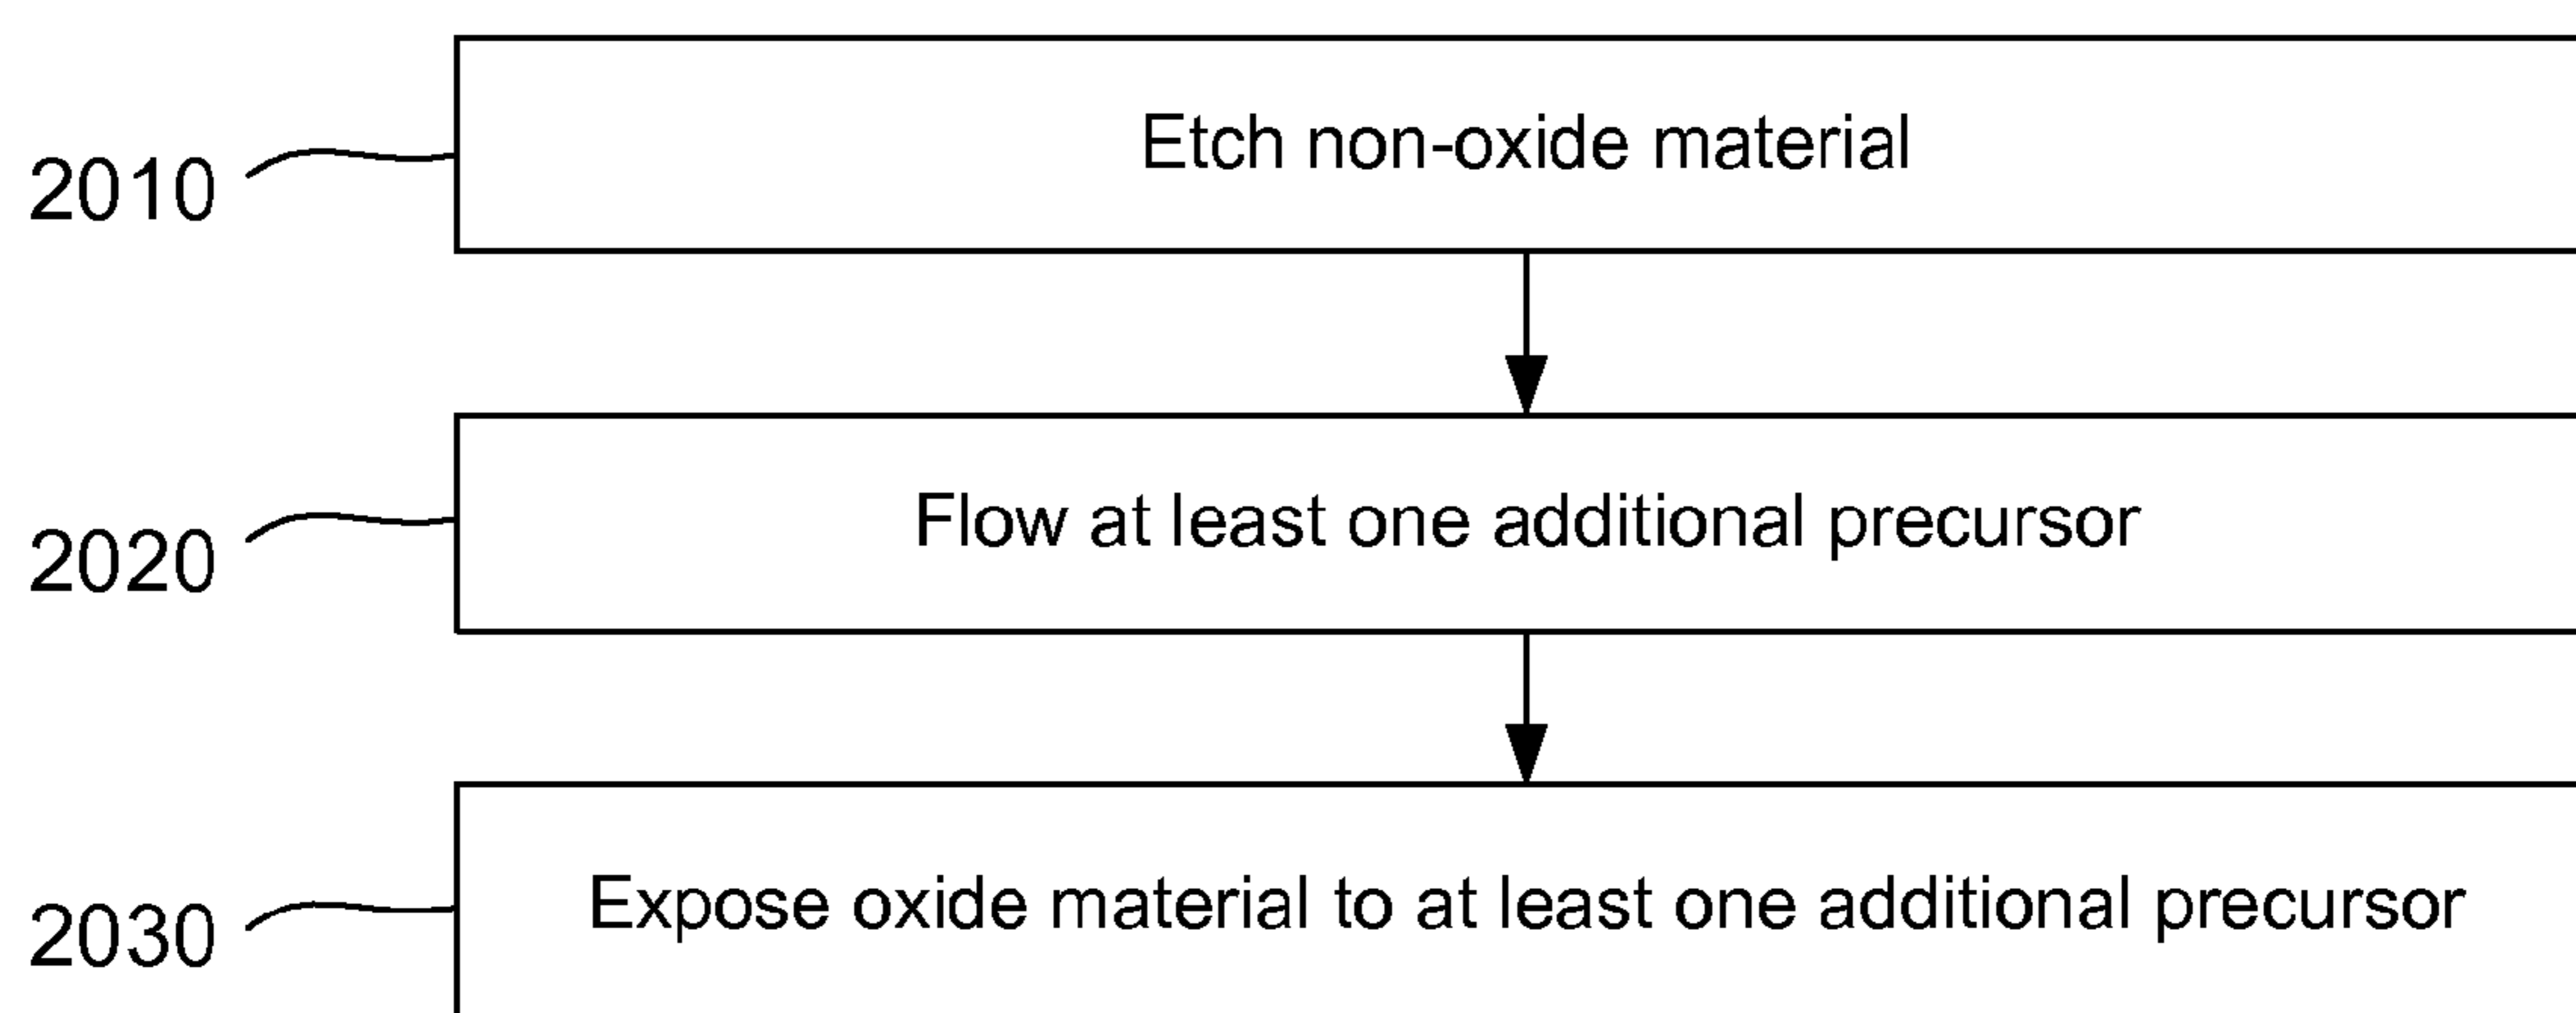 Etch non-oxide material
2010
Flow at least one additional precursor
2020
Expose oxide material to at least one additional precursor
2030